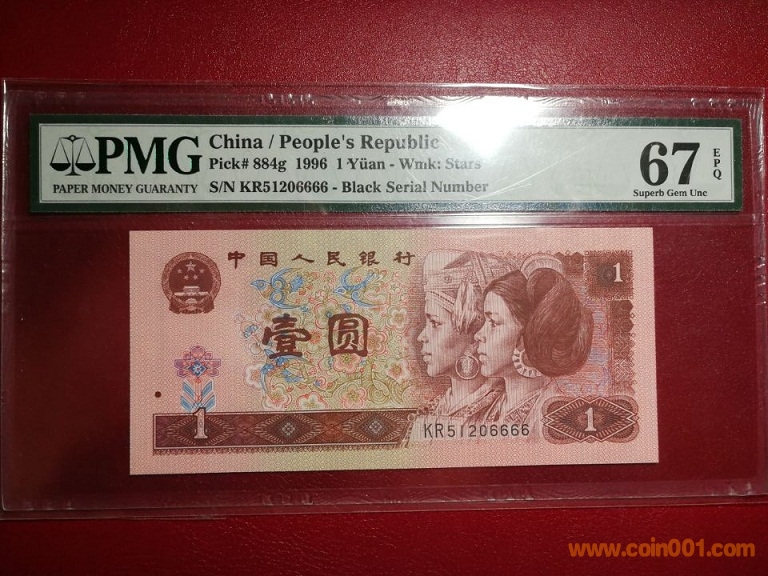 PMG
PAPER MONEY GUARANTY
China / People's Republic
Pick# 884g 1996 1 Yüan - Wmk: Stars
S/N KR51206666 - Black Serial Number
67
EPQ
Superb Gem Unc
中国人民银行
1
壹圆
1
KR51206666
1
www.coin001.com